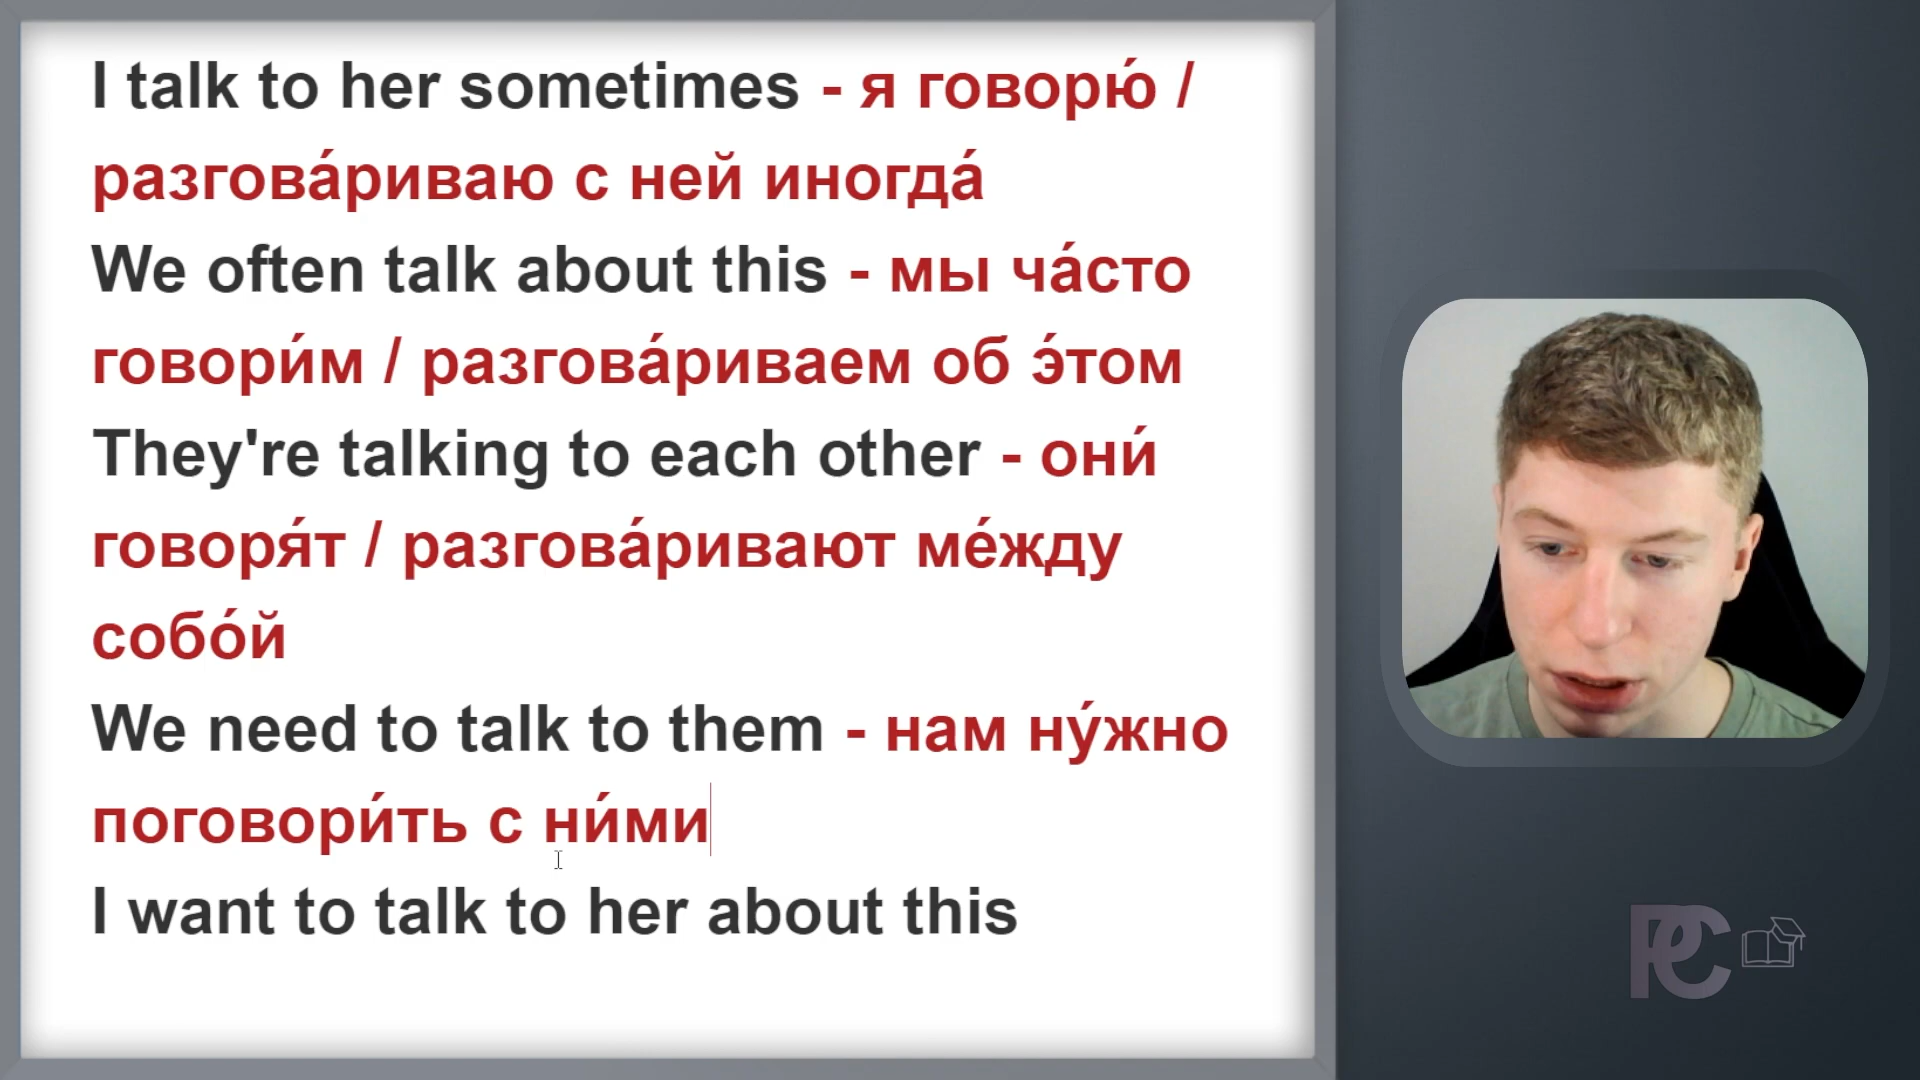 I talk to her sometimes - я говорю́ /
разгова́риваю с ней иногда́
We often talk about this - мы ча́сто
говори́м / разгова́риваем об э́том
They're talking to each other - они́
говоря́т / разгова́ривают ме́жду
собо́й
We need to talk to them - нам ну́жно
поговори́ть с ни́ми
I want to talk to her about this
PC